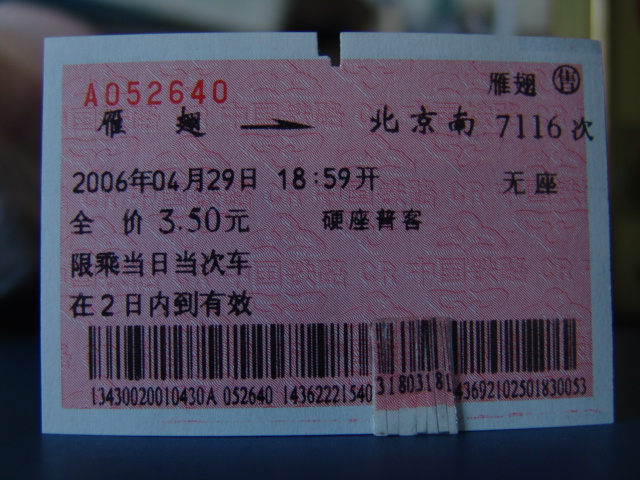 A052640 雁翅 售
雁 翅 → 北京南 7116次
2006年04月29日 18:59开 无座
全 价 3.50元 硬座普客
限乘当日当次车
在2日内到有效
13430020010430A 052640 14362221540 31803181 43692102501830053